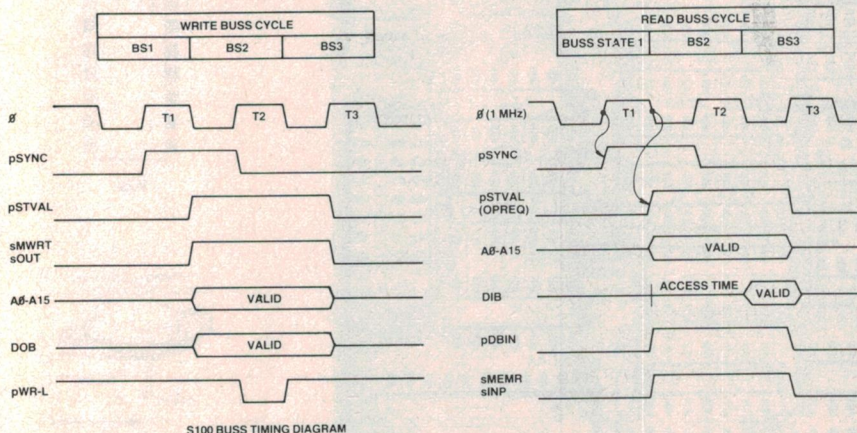 WRITE BUSS CYCLE
BS1 BS2 BS3
Ø T1 T2 T3
pSYNC
pSTVAL
sMWRT
sOUT
AØ-A15 VALID
DOB VALID
pWR-L
S100 BUSS TIMING DIAGRAM
READ BUSS CYCLE
BUSS STATE 1 BS2 BS3
Ø (1 MHz) T1 T2 T3
pSYNC
pSTVAL
(OPREQ)
AØ-A15 VALID
DIB ACCESS TIME VALID
pDBIN
sMEMR
sINP